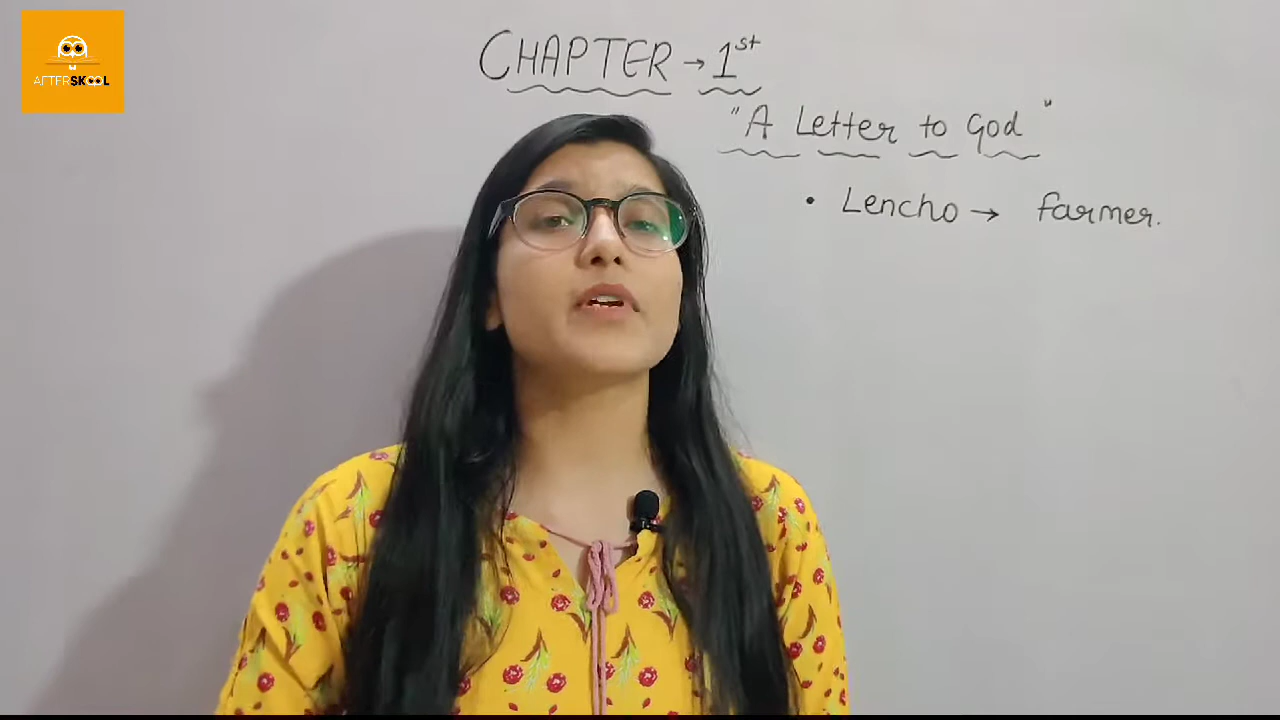 AFTERSKOOL
CHAPTER → 1st
"A Letter to God"
• Lencho → farmer.